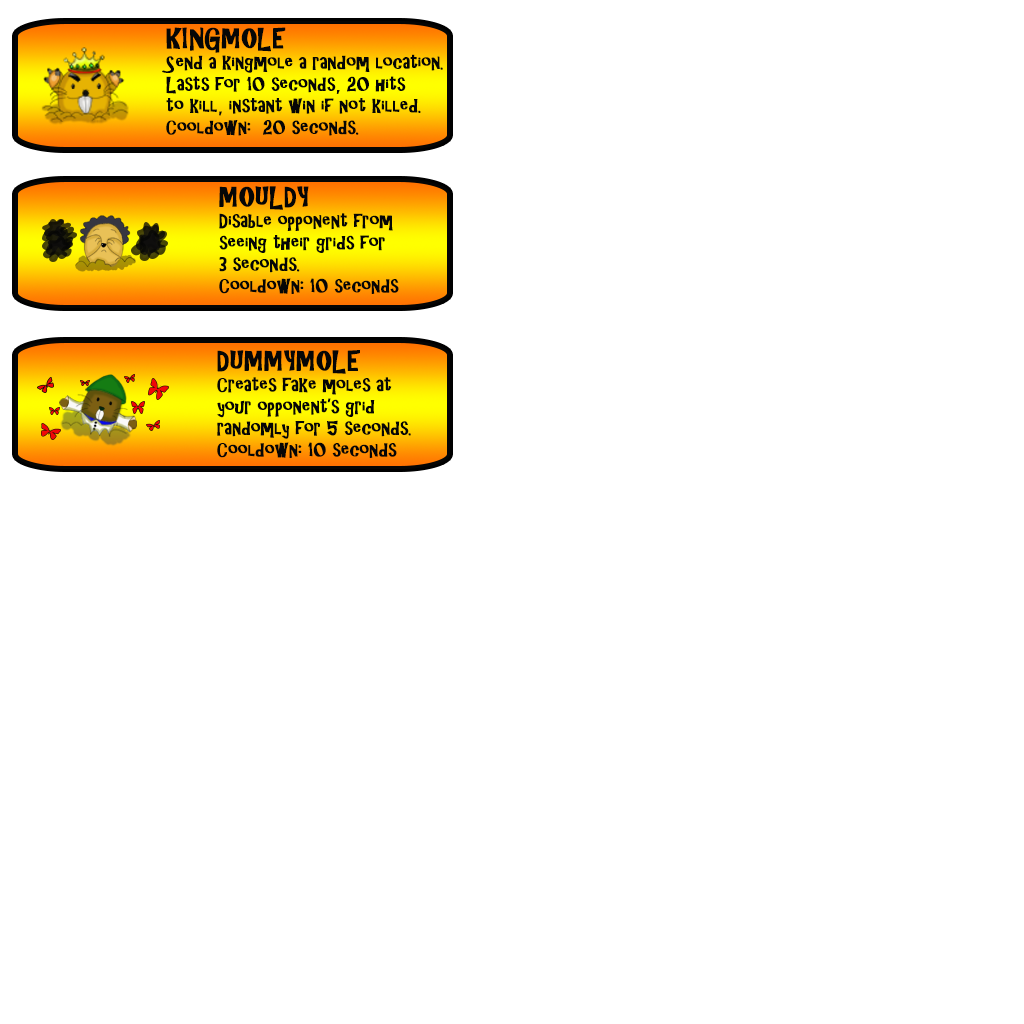 KINGMOLE
Send a Kingmole a random location.
Lasts for 10 seconds, 20 hits
to kill, instant win if not killed.
Cooldown:  20 seconds.
MOULDY
Disable opponent from
seeing their grids for
3 seconds.
Cooldown: 10 seconds
DUMMYMOLE
Creates fake moles at
your opponent's grid
randomly for 5 seconds.
Cooldown: 10 seconds